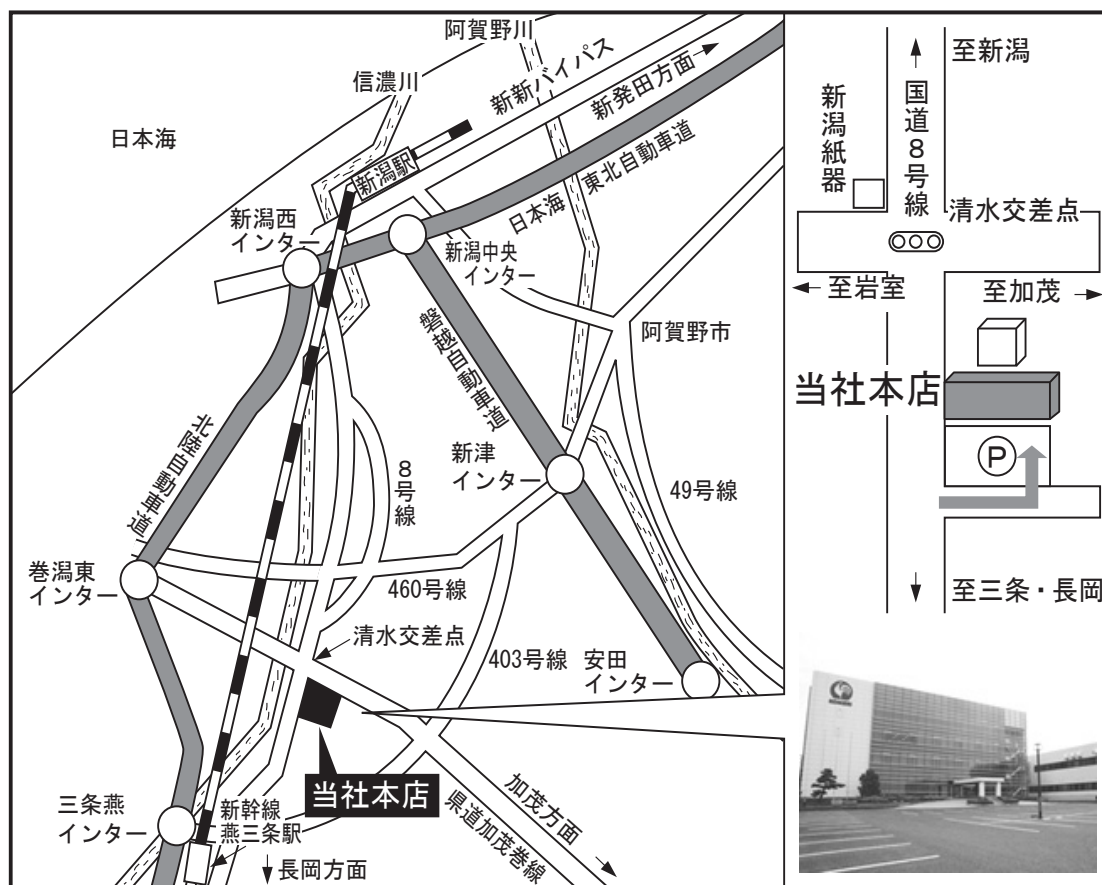 阿賀野川
信濃川
新新バイパス
新発田方面
日本海
新潟駅
日本海東北自動車道
新潟西
インター
新潟中央
インター
磐越自動車道
阿賀野市
北陸自動車道
8号線
新津
インター
49号線
巻潟東
インター
460号線
清水交差点
403号線
安田
インター
当社本店
三条燕
インター
新幹線
燕三条駅
長岡方面
加茂方面
県道加茂巻線
至新潟
国道8号線
新潟紙器
清水交差点
至岩室
至加茂
当社本店
P
至三条・長岡